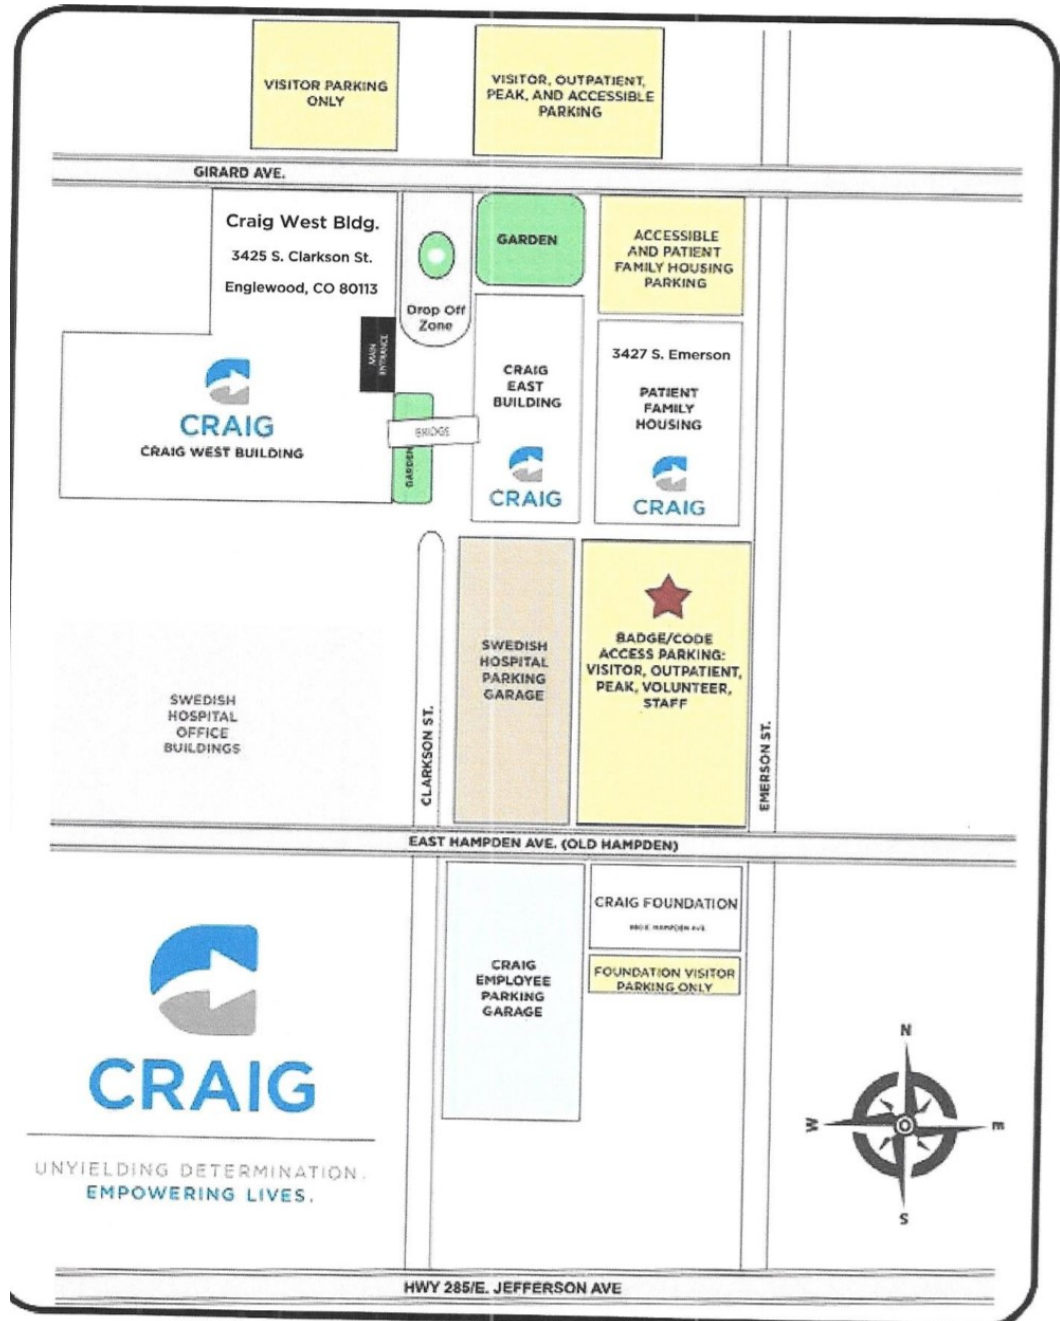 VISITOR PARKING
ONLY
VISITOR, OUTPATIENT,
PEAK, AND ACCESSIBLE
PARKING
GIRARD AVE.
Craig West Bldg.
3425 S. Clarkson St.
Englewood, CO 80113
Drop Off
Zone
GARDEN
ACCESSIBLE
AND PATIENT
FAMILY HOUSING
PARKING
MAIN
ENTRANCE
CRAIG
CRAIG WEST BUILDING
GARDEN
BRIDGE
CRAIG
EAST
BUILDING
CRAIG
3427 S. Emerson
PATIENT
FAMILY
HOUSING
CRAIG
SWEDISH
HOSPITAL
OFFICE
BUILDINGS
CLARKSON ST.
SWEDISH
HOSPITAL
PARKING
GARAGE
BADGE/CODE
ACCESS PARKING:
VISITOR, OUTPATIENT,
PEAK, VOLUNTEER,
STAFF
EMERSON ST.
EAST HAMPDEN AVE. (OLD HAMPDEN)
CRAIG
EMPLOYEE
PARKING
GARAGE
CRAIG FOUNDATION
E. HAMPDEN AVE.
FOUNDATION VISITOR
PARKING ONLY
CRAIG
UNYIELDING DETERMINATION.
EMPOWERING LIVES.
N
W
E
S
HWY 285/E. JEFFERSON AVE